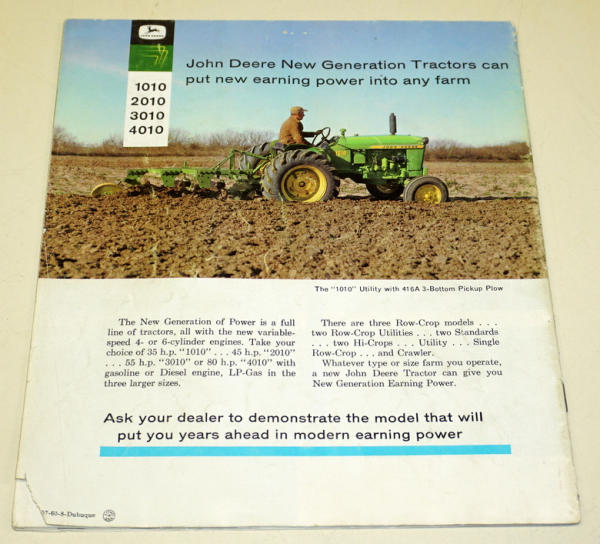 JOHN DEERE
John Deere New Generation Tractors can
put new earning power into any farm
1010
2010
3010
4010
JOHN DEERE
The "1010" Utility with 416A 3-Bottom Pickup Plow
The New Generation of Power is a full
line of tractors, all with the new variable-
speed 4- or 6-cylinder engines. Take your
choice of 35 h.p. "1010" . . . 45 h.p. "2010"
. . . 55 h.p. "3010" or 80 h.p. "4010" with
gasoline or Diesel engine, LP-Gas in the
three larger sizes.
There are three Row-Crop models . . .
two Row-Crop Utilities . . . two Standards
. . . two Hi-Crops . . . Utility . . . Single
Row-Crop . . . and Crawler.
Whatever type or size farm you operate,
a new John Deere Tractor can give you
New Generation Earning Power.
Ask your dealer to demonstrate the model that will
put you years ahead in modern earning power
7-60-8-Dubuque